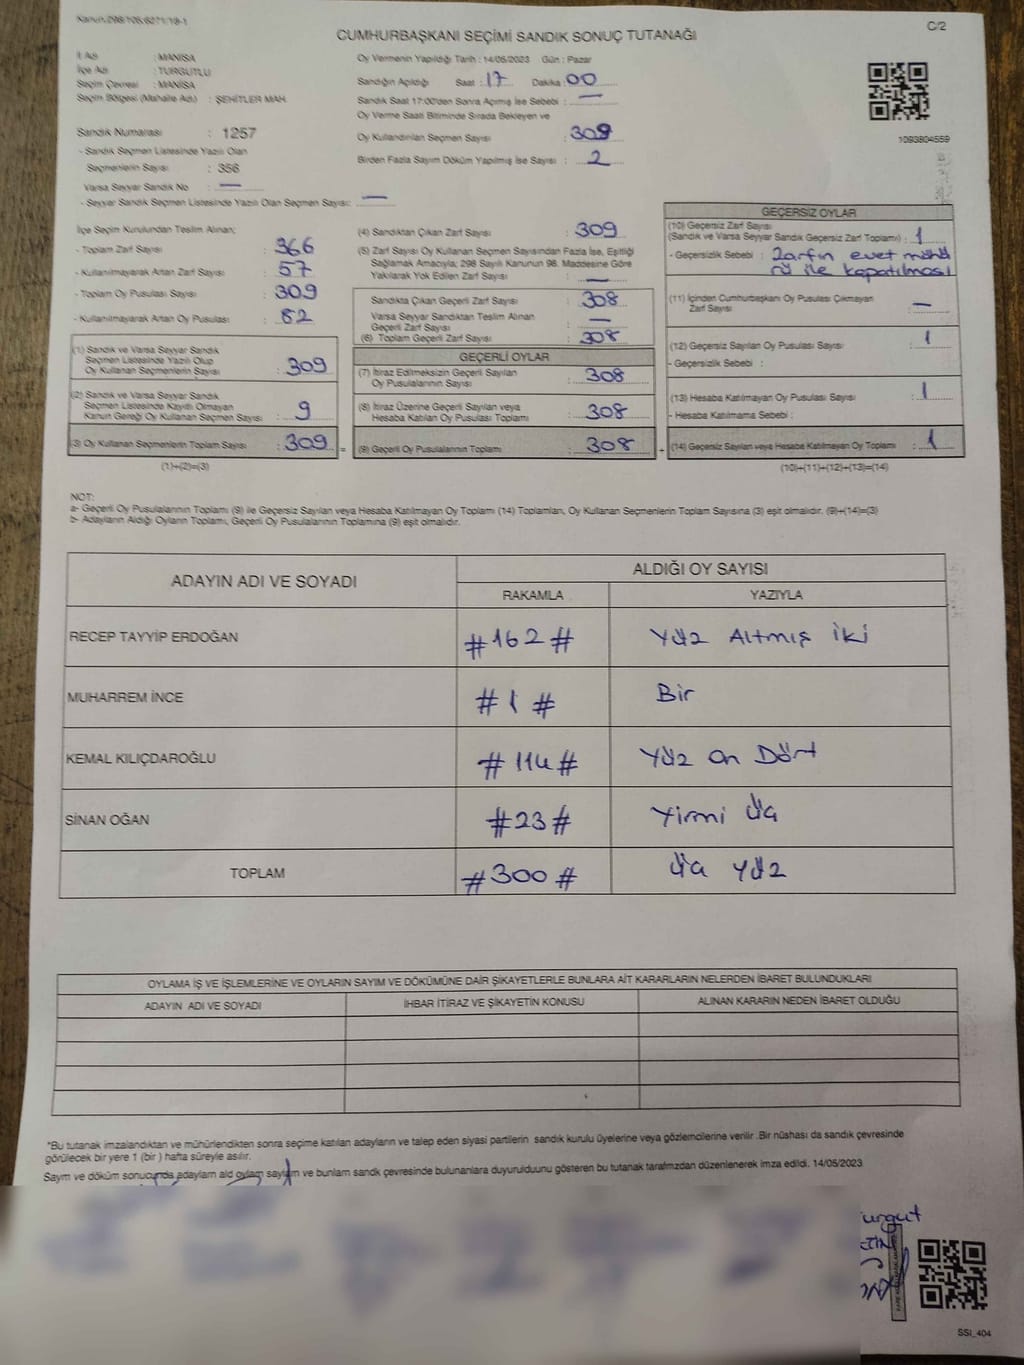 Kanun:298/106,6271/18-1
C/2
CUMHURBAŞKANI SEÇİMİ SANDIK SONUÇ TUTANAĞI
İl Adı : MANİSA
İlçe Adı : TURGUTLU
Seçim Çevresi : MANİSA
Seçim Bölgesi (Mahalle Adı) : ŞEHİTLER MAH.
Sandık Numarası : 1257
- Sandık Seçmen Listesinde Yazılı Olan
Seçmenlerin Sayısı : 356
Varsa Seyyar Sandık No : —
- Seyyar Sandık Seçmen Listesinde Yazılı Olan Seçmen Sayısı: —
Oy Vermenin Yapıldığı Tarih : 14/05/2023 Gün : Pazar
Sandığın Açıldığı Saat : 17 Dakika : 00
Sandık Saat 17:00'den Sonra Açılmış İse Sebebi : —
Oy Verme Saati Bitiminde Sırada Bekleyen ve
Oy Kullandırılan Seçmen Sayısı : 309
Birden Fazla Sayım Döküm Yapılmış İse Sayısı : 2
1093804559
İlçe Seçim Kurulundan Teslim Alınan;
- Toplam Zarf Sayısı : 366
- Kullanılmayarak Artan Zarf Sayısı : 57
- Toplam Oy Pusulası Sayısı : 309
- Kullanılmayarak Artan Oy Pusulası : 82
(1) Sandık ve Varsa Seyyar Sandık
Seçmen Listesinde Yazılı Olup
Oy Kullanan Seçmenlerin Sayısı : 309
(2) Sandık ve Varsa Seyyar Sandık
Seçmen Listesinde Kayıtlı Olmayan
Kanun Gereği Oy Kullanan Seçmen Sayısı : 9
(3) Oy Kullanan Seçmenlerin Toplam Sayısı : 309 =
(1)+(2)=(3)
(4) Sandıktan Çıkan Zarf Sayısı : 309
(5) Zarf Sayısı Oy Kullanan Seçmen Sayısından Fazla İse, Eşitliği
Sağlamak Amacıyla; 298 Sayılı Kanunun 98. Maddesine Göre
Yakılarak Yok Edilen Zarf Sayısı : —
Sandıkta Çıkan Geçerli Zarf Sayısı : 308
Varsa Seyyar Sandıktan Teslim Alınan
Geçerli Zarf Sayısı : —
(6) Toplam Geçerli Zarf Sayısı : 308
GEÇERLİ OYLAR
(7) İtiraz Edilmeksizin Geçerli Sayılan
Oy Pusulalarının Sayısı : 308
(8) İtiraz Üzerine Geçerli Sayılan veya
Hesaba Katılan Oy Pusulası Toplamı : 308
(9) Geçerli Oy Pusulalarının Toplamı : 308 +
GEÇERSİZ OYLAR
(10) Geçersiz Zarf Sayısı
(Sandık ve Varsa Seyyar Sandık Geçersiz Zarf Toplamı) : 1
- Geçersizlik Sebebi : Zarfın evet mühü
rü ile kapatılması
(11) İçinden Cumhurbaşkanı Oy Pusulası Çıkmayan
Zarf Sayısı : —
(12) Geçersiz Sayılan Oy Pusulası Sayısı : 1
- Geçersizlik Sebebi :
(13) Hesaba Katılmayan Oy Pusulası Sayısı : 1
- Hesaba Katılmama Sebebi :
(14) Geçersiz Sayılan veya Hesaba Katılmayan Oy Toplamı : 1
(10)+(11)+(12)+(13)=(14)
NOT:
a- Geçerli Oy Pusulalarının Toplamı (9) ile Geçersiz Sayılan veya Hesaba Katılmayan Oy Toplamı (14) Toplamları, Oy Kullanan Seçmenlerin Toplam Sayısına (3) eşit olmalıdır. (9)+(14)=(3)
b- Adayların Aldığı Oyların Toplamı, Geçerli Oy Pusulalarının Toplamına (9) eşit olmalıdır.
ADAYIN ADI VE SOYADI
ALDIĞI OY SAYISI
RAKAMLA YAZIYLA
RECEP TAYYİP ERDOĞAN #162# Yüz Altmış İki
MUHARREM İNCE #1# Bir
KEMAL KILIÇDAROĞLU #114# Yüz On Dört
SİNAN OĞAN #23# Yirmi Üç
TOPLAM #300# Üç Yüz
OYLAMA İŞ VE İŞLEMLERİNE VE OYLARIN SAYIM VE DÖKÜMÜNE DAİR ŞİKAYETLERLE BUNLARA AİT KARARLARIN NELERDEN İBARET BULUNDUKLARI
ADAYIN ADI VE SOYADI İHBAR İTİRAZ VE ŞİKAYETİN KONUSU ALINAN KARARIN NEDEN İBARET OLDUĞU
*Bu tutanak imzalandıktan ve mühürlendikten sonra seçime katılan adayların ve talep eden siyasi partilerin sandık kurulu üyelerine veya gözlemcilerine verilir .Bir nüshası da sandık çevresinde
görülecek bir yere 1 (bir ) hafta süreyle asılır.
Sayım ve döküm sonucunda adayların aldı oyların sayıları ve bunların sandık çevresinde bulunanlara duyurulduunu gösteren bu tutanak tarafımzdan düzenlenerek imza edildi. 14/05/2023
SSI_404